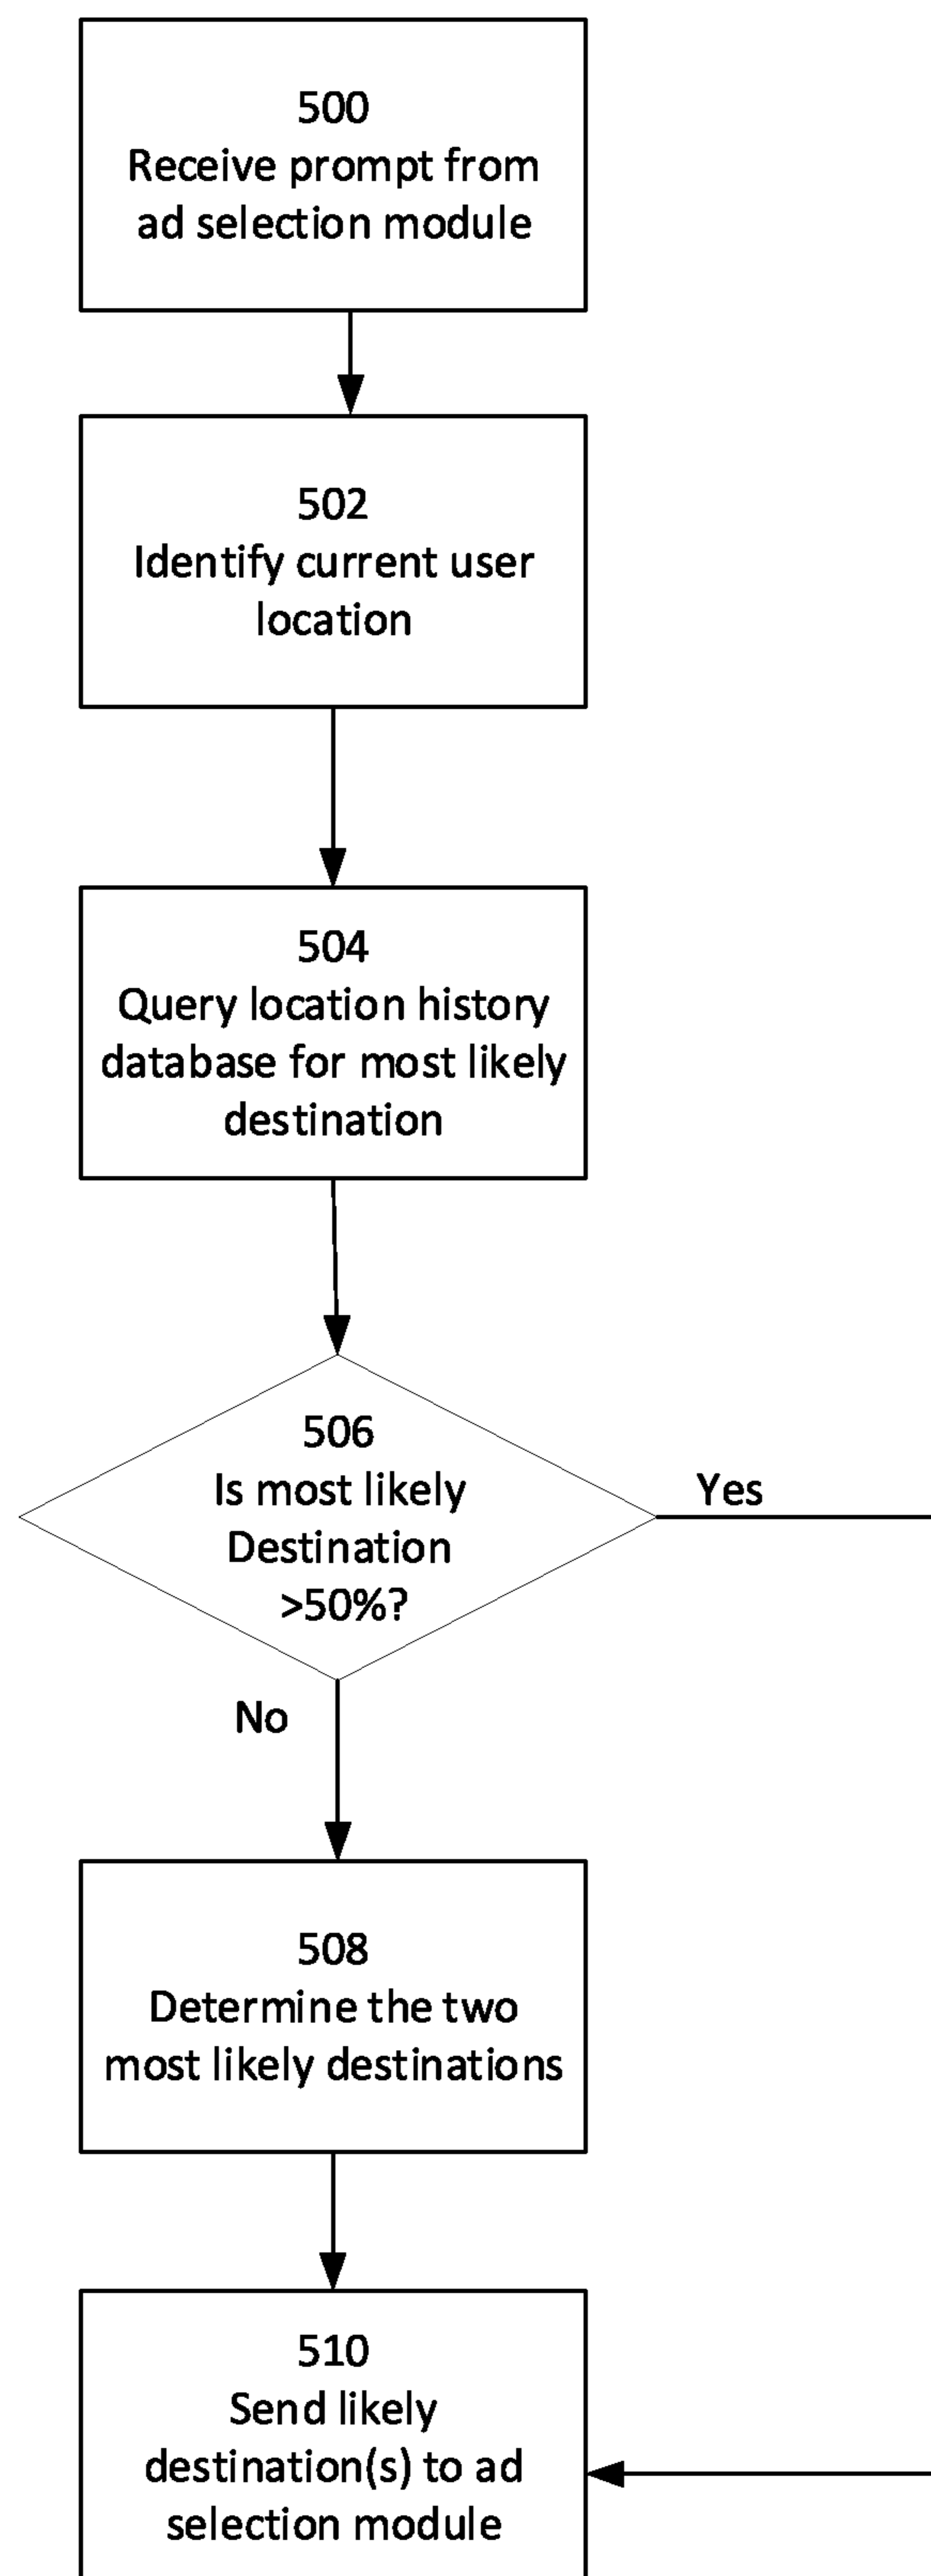 500
Receive prompt from
ad selection module
502
Identify current user
location
504
Query location history
database for most likely
destination
506
Is most likely
Destination
>50%?
Yes
No
508
Determine the two
most likely destinations
510
Send likely
destination(s) to ad
selection module